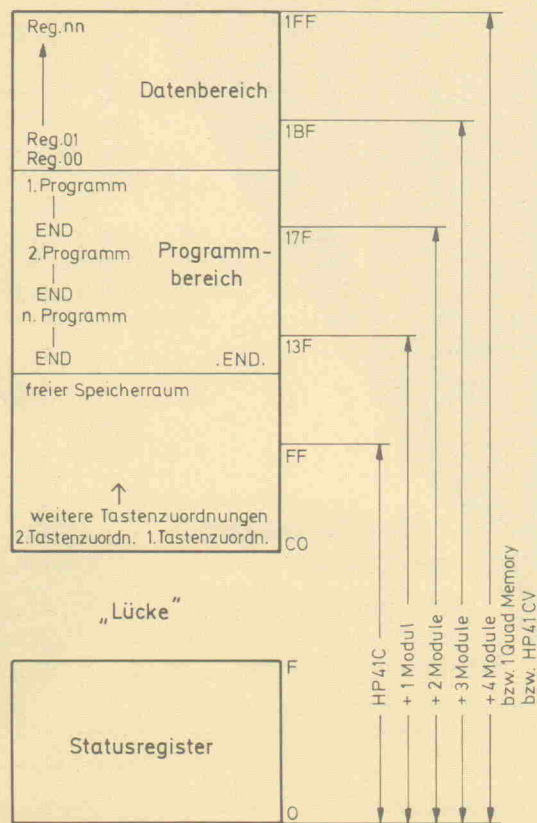 Reg.nn
1FF
Datenbereich
1BF
Reg.01
Reg.00
1.Programm
END
2.Programm
Programm-
bereich
17F
END
n. Programm
END
.END.
13F
freier Speicherraum
FF
weitere Tastenzuordnungen
2.Tastenzuordn. 1.Tastenzuordn.
C0
„Lücke"
F
Statusregister
0
HP41C
+1 Modul
+2 Module
+3 Module
+4 Module
bzw. 1 Quad Memory
bzw. HP41CV